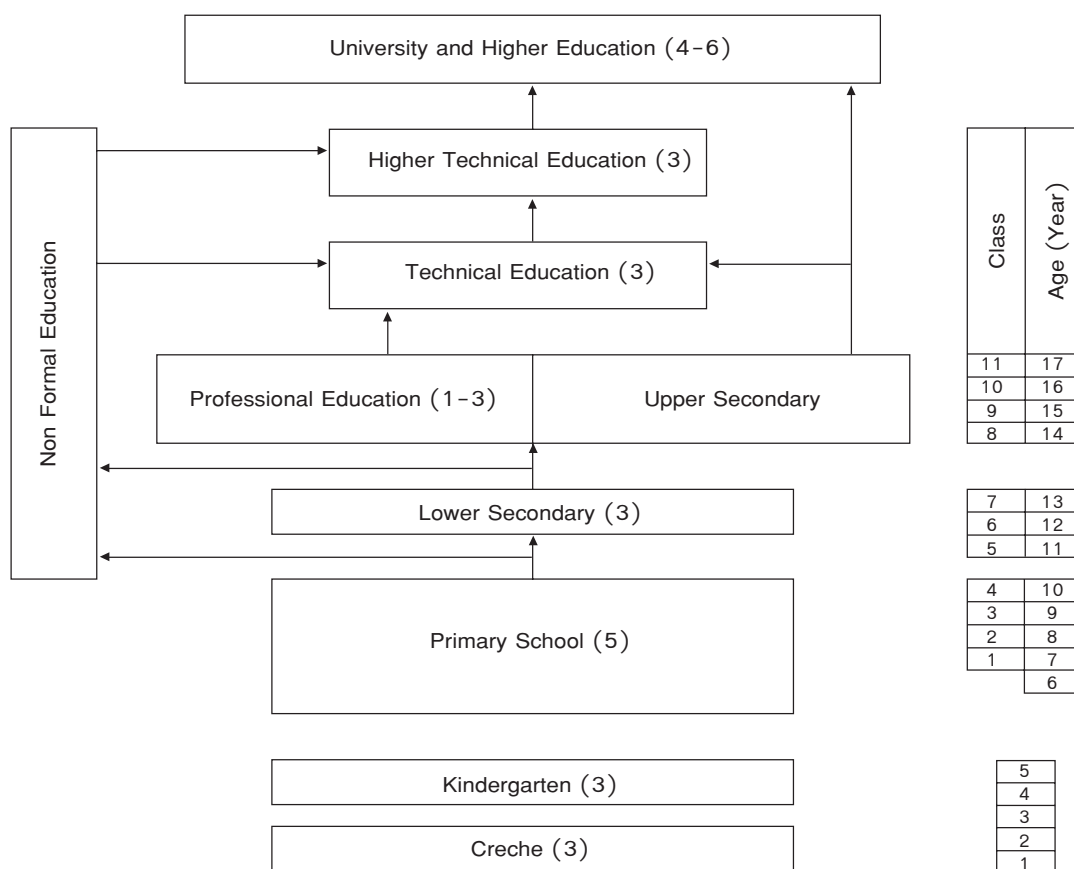 University and Higher Education (4-6)
Higher Technical Education (3)
Technical Education (3)
Non Formal Education
Professional Education (1-3)
Upper Secondary
Lower Secondary (3)
Primary School (5)
Kindergarten (3)
Creche (3)
Class Age (Year)
11 17
10 16
9 15
8 14
7 13
6 12
5 11
4 10
3 9
2 8
1 7
6
5
4
3
2
1